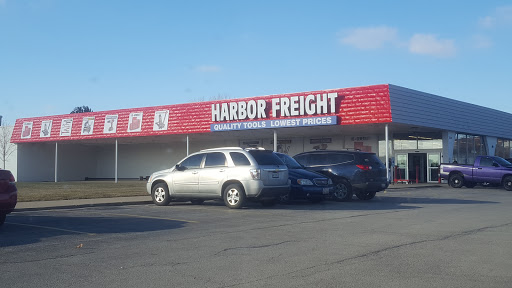 HARBOR FREIGHT
QUALITY TOOLS LOWEST PRICES